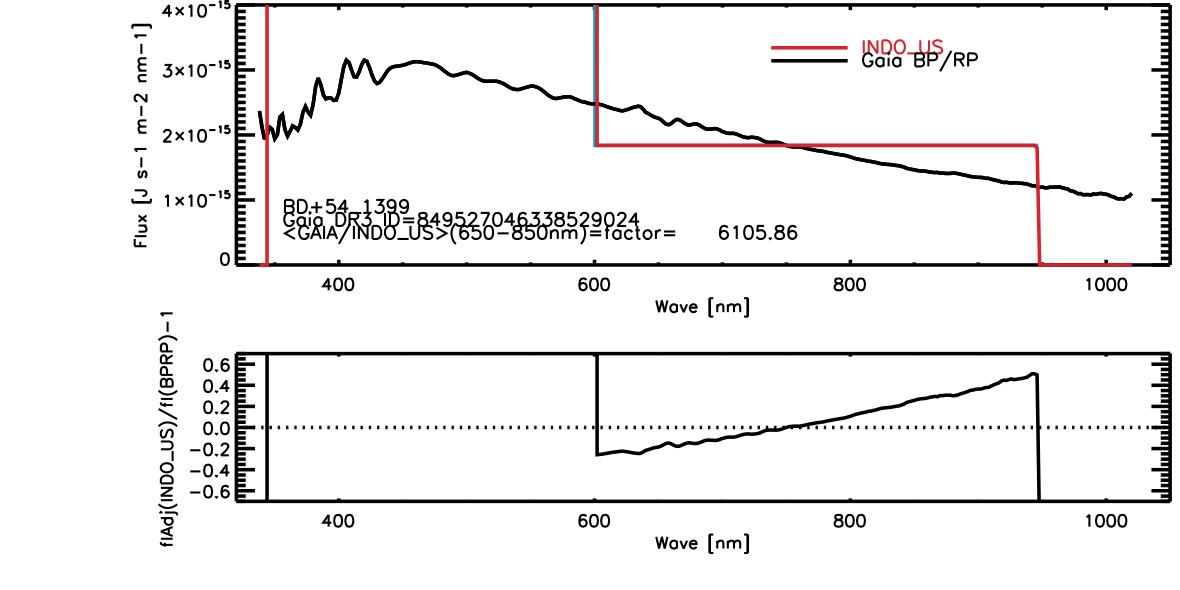 4×10-15
3×10-15
2×10-15
1×10-15
0
Flux [J s-1 m-2 nm-1]
INDO_US
Gaia BP/RP
BD+54_1399
Gaia DR3 ID=849527046338529024
<GAIA/INDO_US>(650-850nm)=factor= 6105.86
400 600 800 1000
Wave [nm]
flAdj(INDO_US)/fl(BPRP)-1
0.6
0.4
0.2
0.0
-0.2
-0.4
-0.6
400 600 800 1000
Wave [nm]